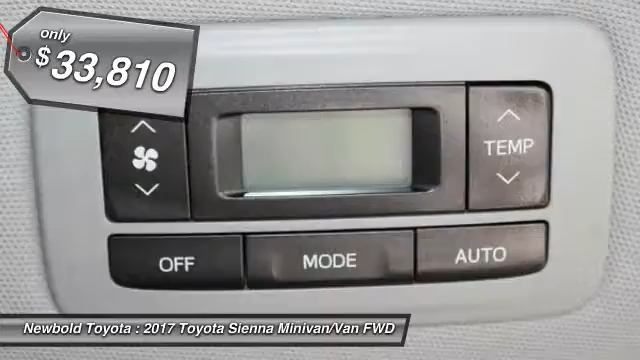 only
$33,810
TEMP
OFF
MODE
AUTO
Newbold Toyota : 2017 Toyota Sienna Minivan/Van FWD